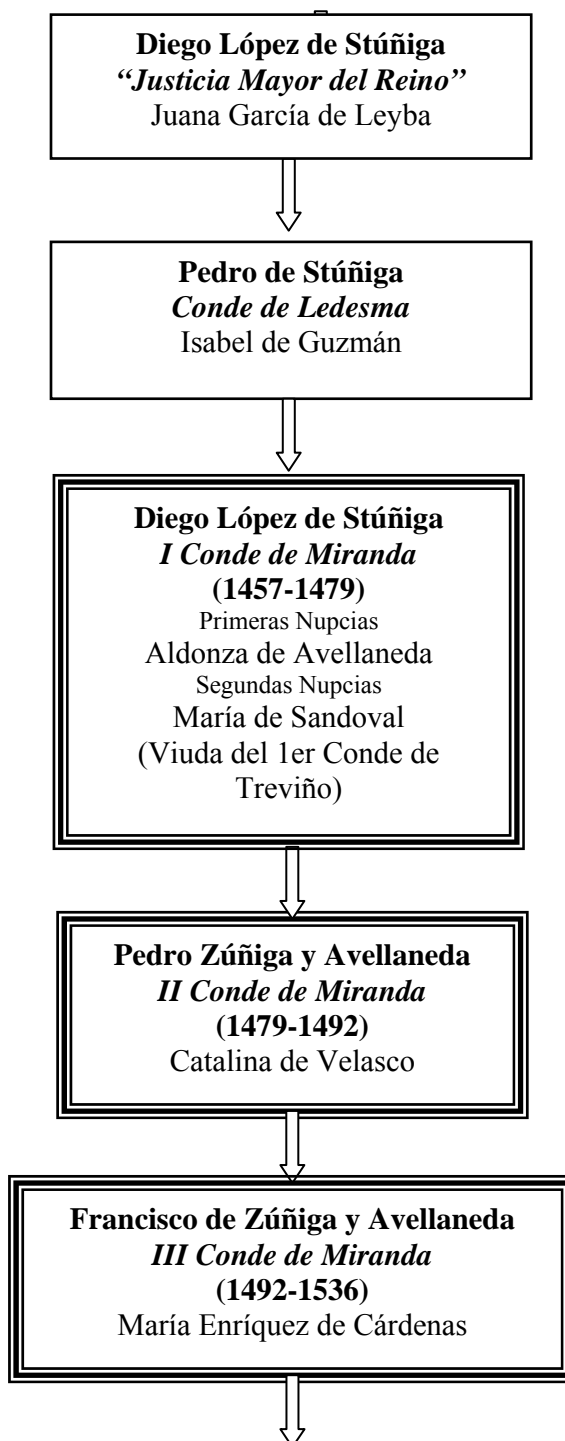 Diego López de Stúñiga
“Justicia Mayor del Reino”
Juana García de Leyba
Pedro de Stúñiga
Conde de Ledesma
Isabel de Guzmán
Diego López de Stúñiga
I Conde de Miranda
(1457-1479)
Primeras Nupcias
Aldonza de Avellaneda
Segundas Nupcias
María de Sandoval
(Viuda del 1er Conde de
Treviño)
Pedro Zúñiga y Avellaneda
II Conde de Miranda
(1479-1492)
Catalina de Velasco
Francisco de Zúñiga y Avellaneda
III Conde de Miranda
(1492-1536)
María Enríquez de Cárdenas